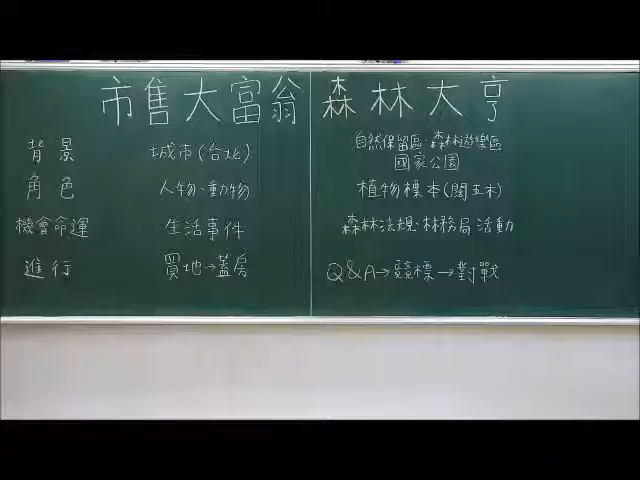 市售大富翁 森林大亨
背景 城市(台北) 自然保留區·森林遊樂區
國家公園
角色 人物、動物 植物標本(闊五木)
機會命運 生活事件 森林法規·林務局活動
進行 買地→蓋房 Q&A→競標→對戰